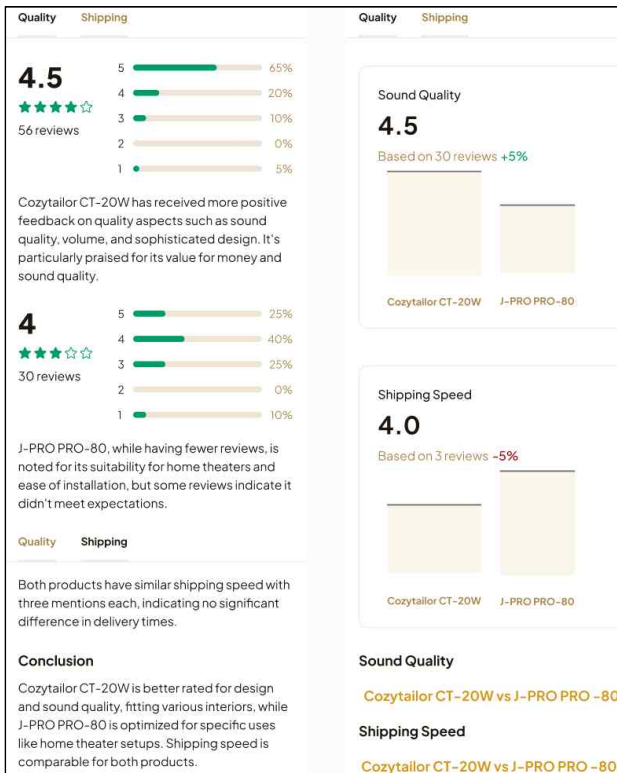 Quality Shipping
4.5
56 reviews
5 65%
4 20%
3 10%
2 0%
1 5%
Cozytailor CT-20W has received more positive
feedback on quality aspects such as sound
quality, volume, and sophisticated design. It's
particularly praised for its value for money and
sound quality.
4
30 reviews
5 25%
4 40%
3 25%
2 0%
1 10%
J-PRO PRO-80, while having fewer reviews, is
noted for its suitability for home theaters and
ease of installation, but some reviews indicate it
didn't meet expectations.
Quality Shipping
Both products have similar shipping speed with
three mentions each, indicating no significant
difference in delivery times.
Conclusion
Cozytailor CT-20W is better rated for design
and sound quality, fitting various interiors, while
J-PRO PRO-80 is optimized for specific uses
like home theater setups. Shipping speed is
comparable for both products.
Quality Shipping
Sound Quality
4.5
Based on 30 reviews +5%
Cozytailor CT-20W J-PRO PRO-80
Shipping Speed
4.0
Based on 3 reviews -5%
Cozytailor CT-20W J-PRO PRO-80
Sound Quality
Cozytailor CT-20W vs J-PRO PRO -80
Shipping Speed
Cozytailor CT-20W vs J-PRO PRO -80